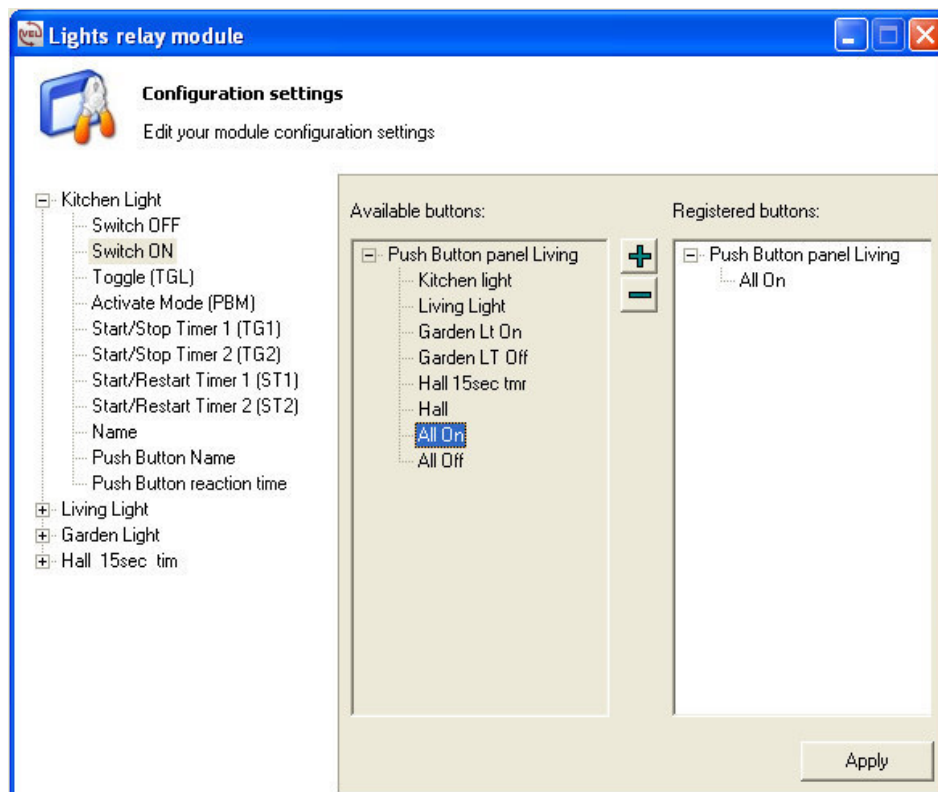 VEL Lights relay module
Configuration settings
Edit your module configuration settings
Kitchen Light
Switch OFF
Switch ON
Toggle (TGL)
Activate Mode (PBM)
Start/Stop Timer 1 (TG1)
Start/Stop Timer 2 (TG2)
Start/Restart Timer 1 (ST1)
Start/Restart Timer 2 (ST2)
Name
Push Button Name
Push Button reaction time
Living Light
Garden Light
Hall 15sec tim
Available buttons:
Push Button panel Living
Kitchen light
Living Light
Garden Lt On
Garden LT Off
Hall 15sec tmr
Hall
All On
All Off
Registered buttons:
Push Button panel Living
All On
Apply